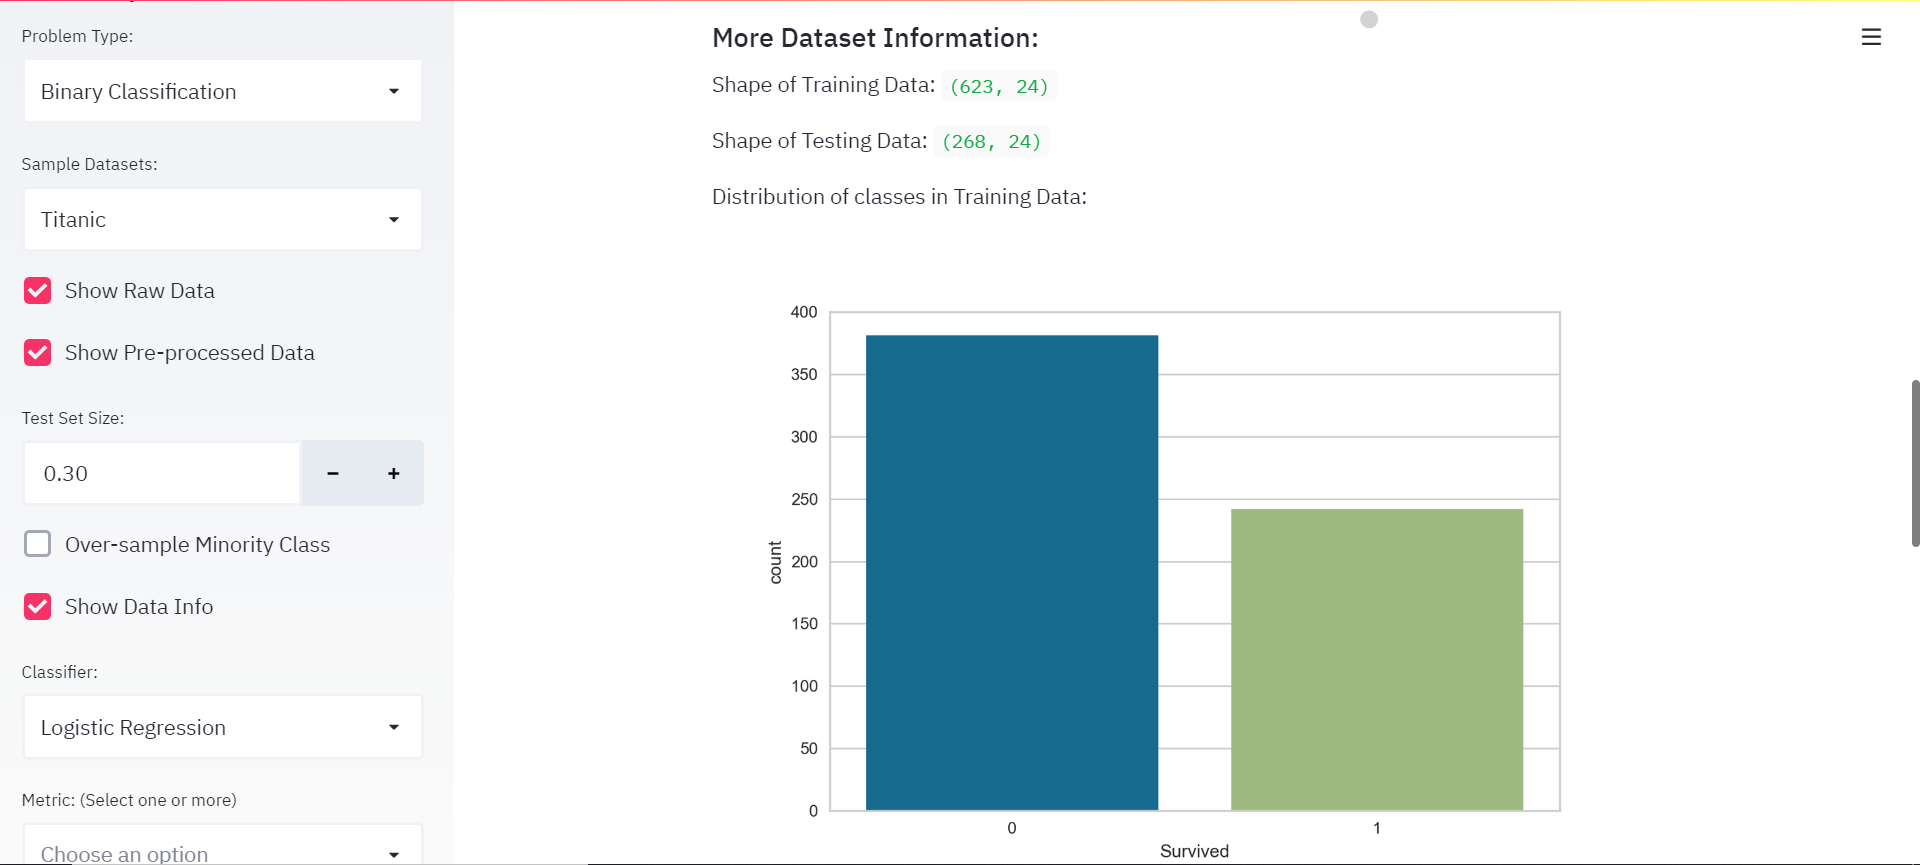 Problem Type:
Binary Classification
Sample Datasets:
Titanic
Show Raw Data
Show Pre-processed Data
Test Set Size:
0.30
Over-sample Minority Class
Show Data Info
Classifier:
Logistic Regression
Metric: (Select one or more)
Choose an option
More Dataset Information:
Shape of Training Data: (623, 24)
Shape of Testing Data: (268, 24)
Distribution of classes in Training Data:
400
350
300
250
200
150
100
50
0
count
0 1
Survived